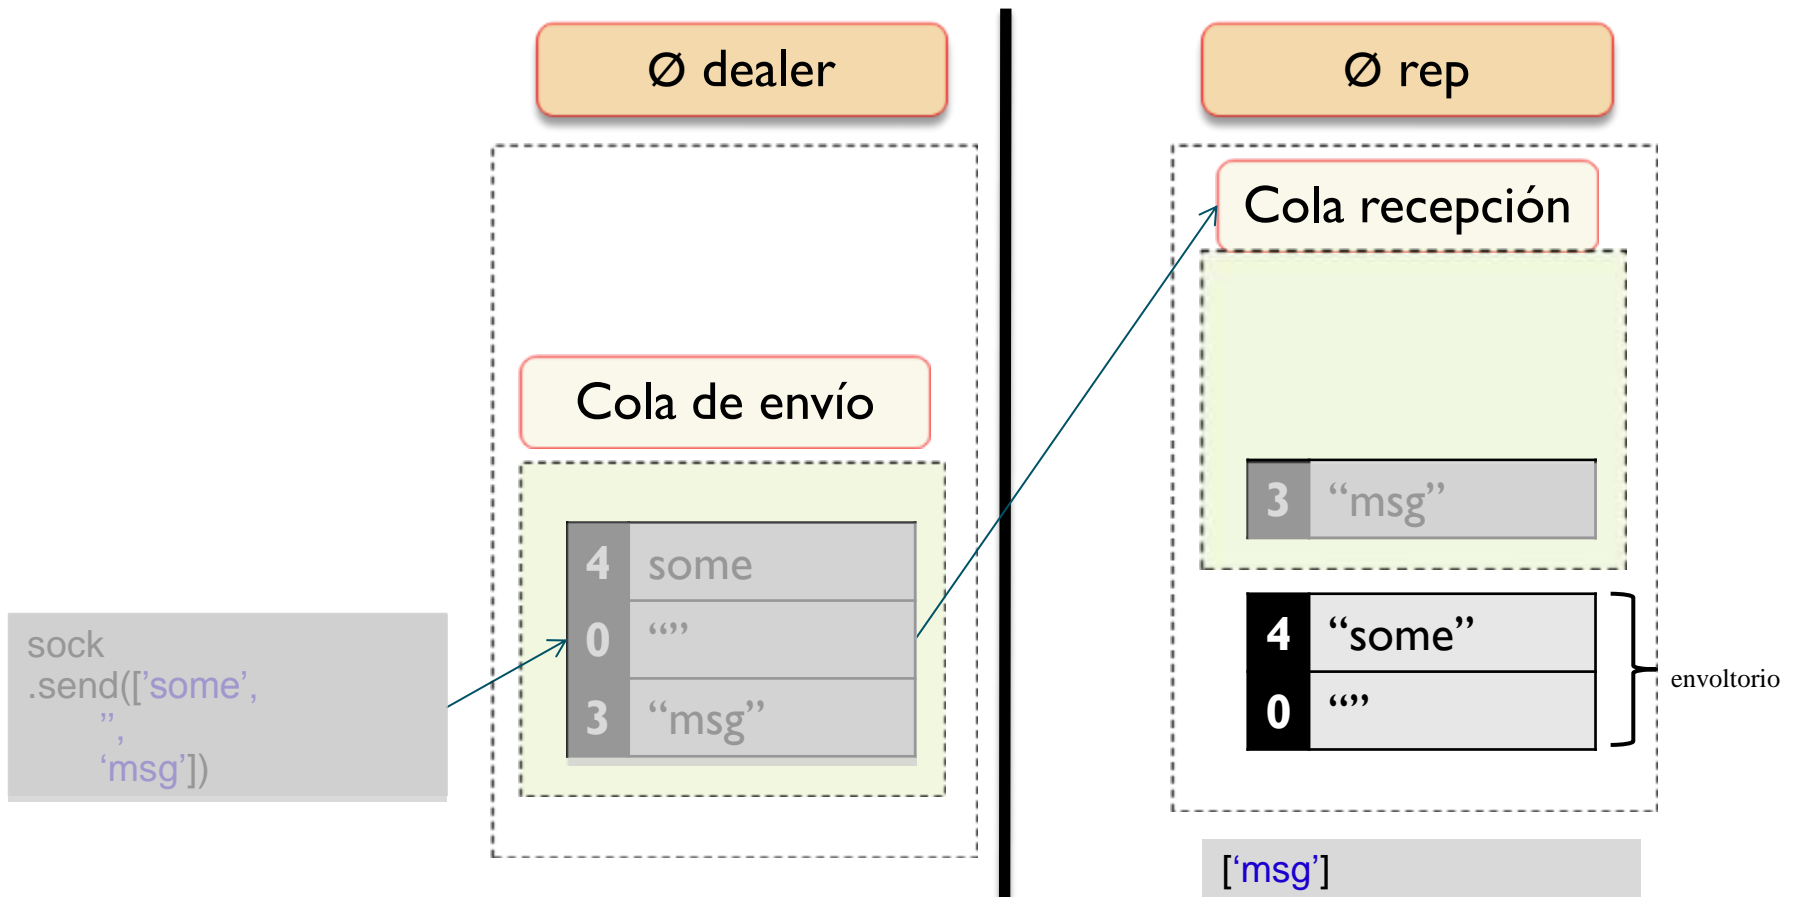 Ø dealer
Ø rep
Cola recepción
Cola de envío
3 “msg”
4 some
0 “”
3 “msg”
4 “some”
0 “”
envoltorio
sock
.send([’some’,
’’,
‘msg’])
[‘msg’]